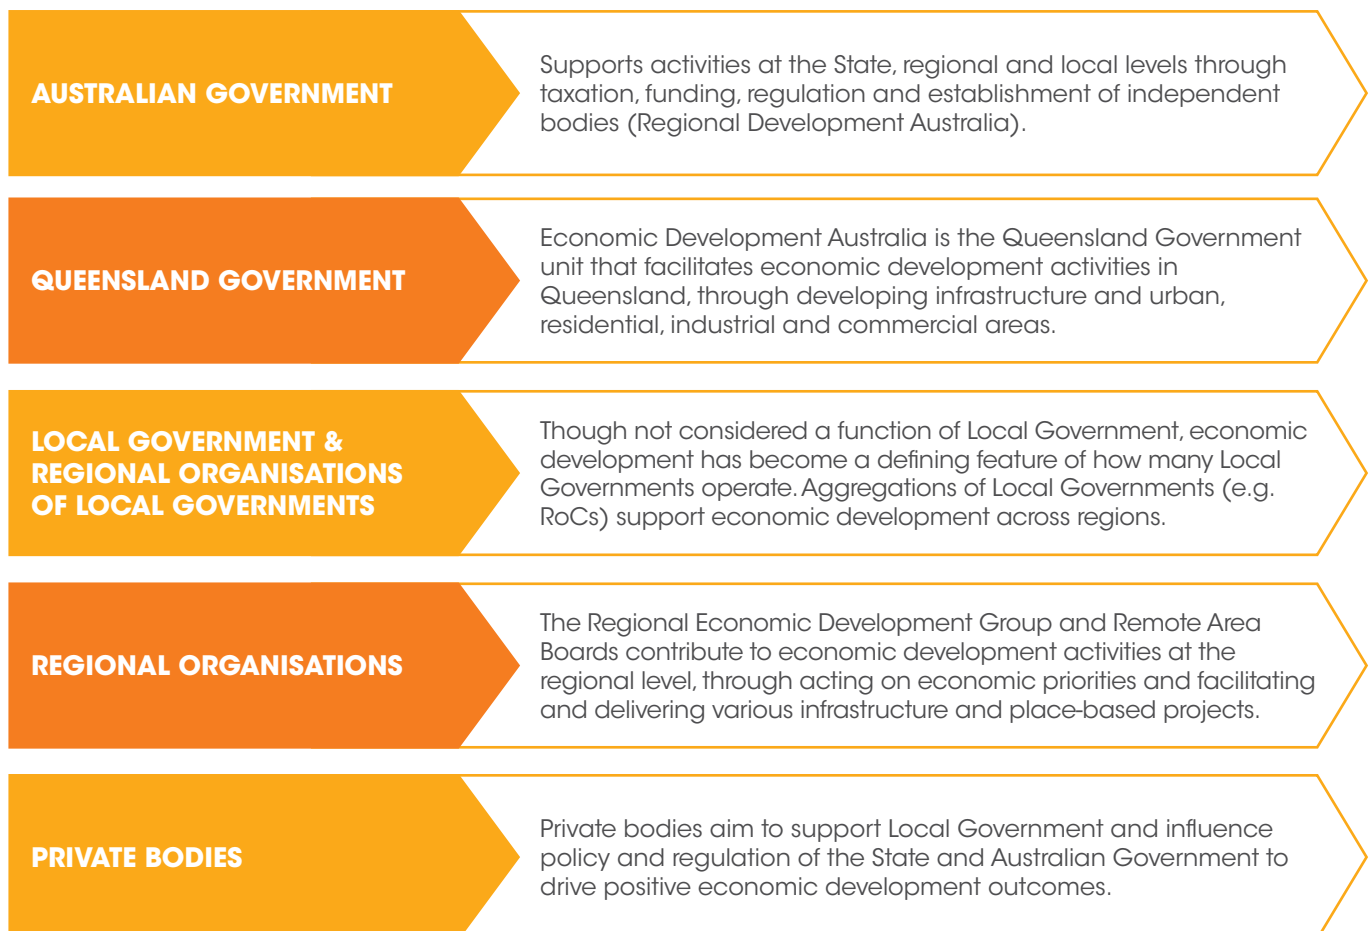 AUSTRALIAN GOVERNMENT
Supports activities at the State, regional and local levels through
taxation, funding, regulation and establishment of independent
bodies (Regional Development Australia).
QUEENSLAND GOVERNMENT
Economic Development Australia is the Queensland Government
unit that facilitates economic development activities in
Queensland, through developing infrastructure and urban,
residential, industrial and commercial areas.
LOCAL GOVERNMENT &
REGIONAL ORGANISATIONS
OF LOCAL GOVERNMENTS
Though not considered a function of Local Government, economic
development has become a defining feature of how many Local
Governments operate. Aggregations of Local Governments (e.g.
RoCs) support economic development across regions.
REGIONAL ORGANISATIONS
The Regional Economic Development Group and Remote Area
Boards contribute to economic development activities at the
regional level, through acting on economic priorities and facilitating
and delivering various infrastructure and place-based projects.
PRIVATE BODIES
Private bodies aim to support Local Government and influence
policy and regulation of the State and Australian Government to
drive positive economic development outcomes.